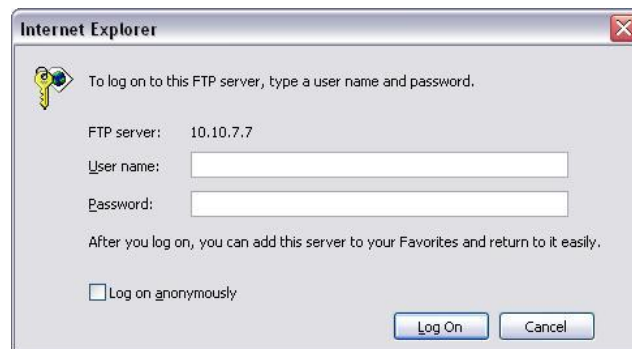 Internet Explorer
To log on to this FTP server, type a user name and password.
FTP server: 10.10.7.7
User name:
Password:
After you log on, you can add this server to your Favorites and return to it easily.
Log on anonymously
Log On Cancel